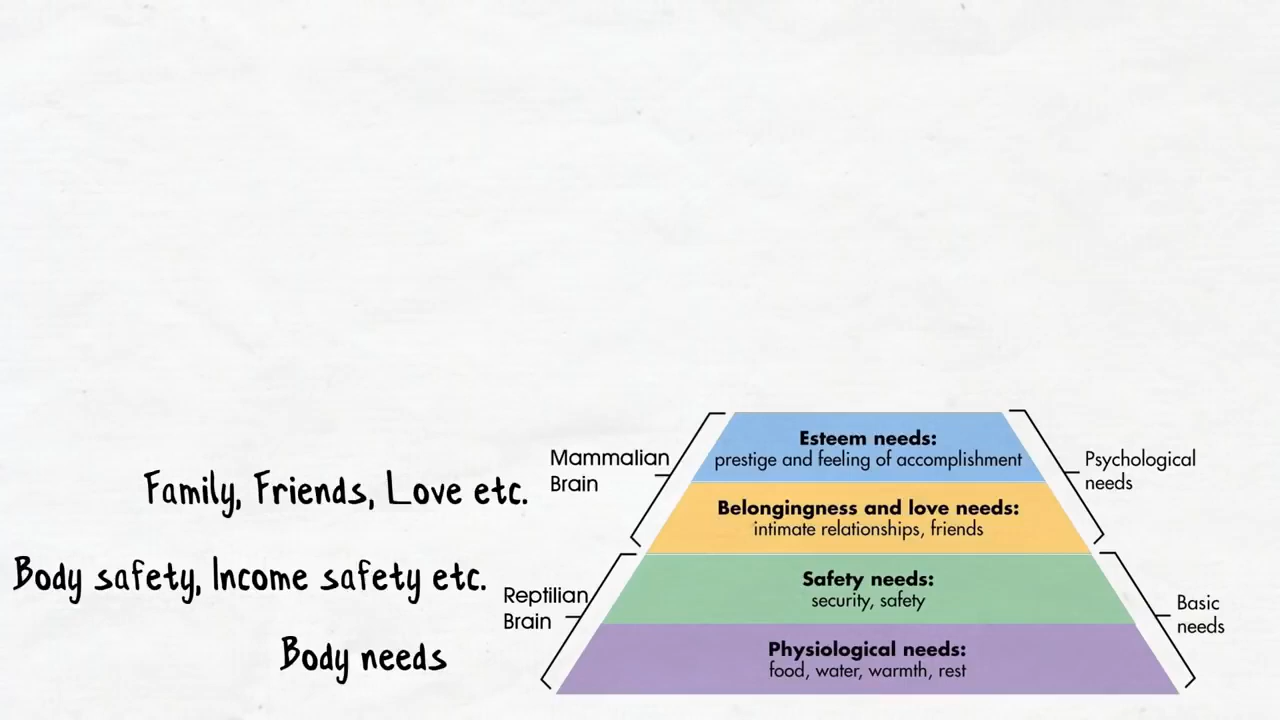 Esteem needs:
prestige and feeling of accomplishment
Mammalian
Brain
Psychological
needs
Family, Friends, Love etc.
Belongingness and love needs:
intimate relationships, friends
Body safety, Income safety etc.
Safety needs:
security, safety
Reptilian
Brain
Basic
needs
Body needs
Physiological needs:
food, water, warmth, rest